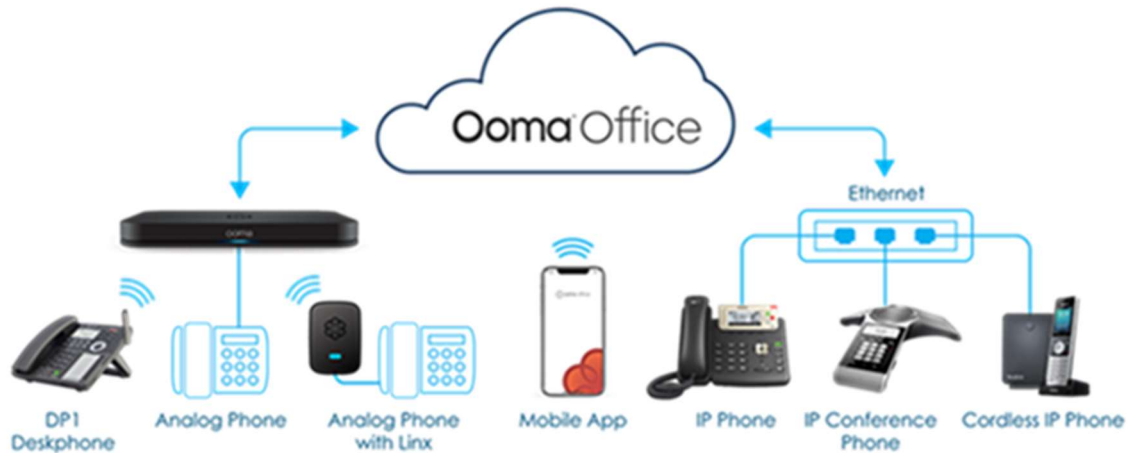 Ooma Office
Ethernet
ooma
DP1
Deskphone
Analog Phone
Analog Phone
with Linx
Mobile App
IP Phone
IP Conference
Phone
Cordless IP Phone